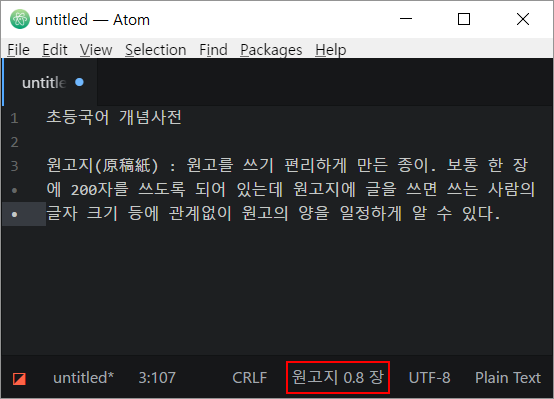 untitled — Atom
File Edit View Selection Find Packages Help
untitle
1 초등국어 개념사전
2
3 원고지(原稿紙) : 원고를 쓰기 편리하게 만든 종이. 보통 한 장
에 200자를 쓰도록 되어 있는데 원고지에 글을 쓰면 쓰는 사람의
글자 크기 등에 관계없이 원고의 양을 일정하게 알 수 있다.
untitled* 3:107 CRLF 원고지 0.8 장 UTF-8 Plain Text